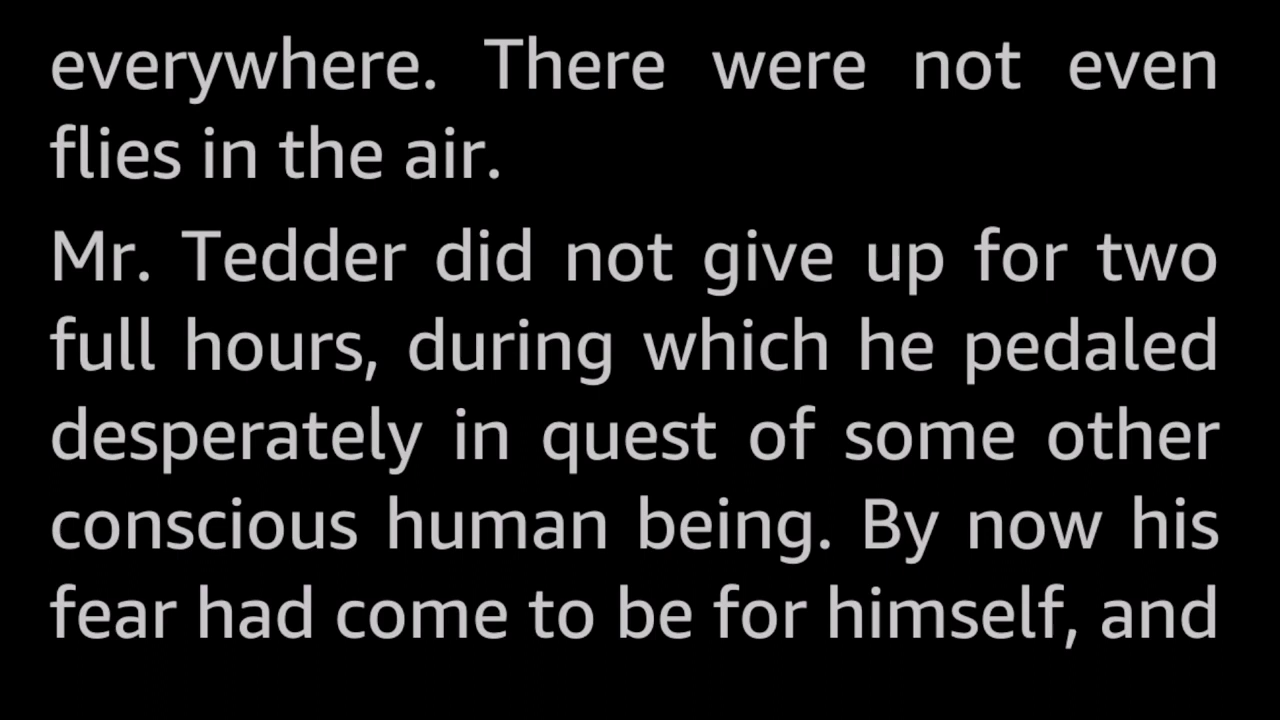 everywhere. There were not even
flies in the air.
Mr. Tedder did not give up for two
full hours, during which he pedaled
desperately in quest of some other
conscious human being. By now his
fear had come to be for himself, and